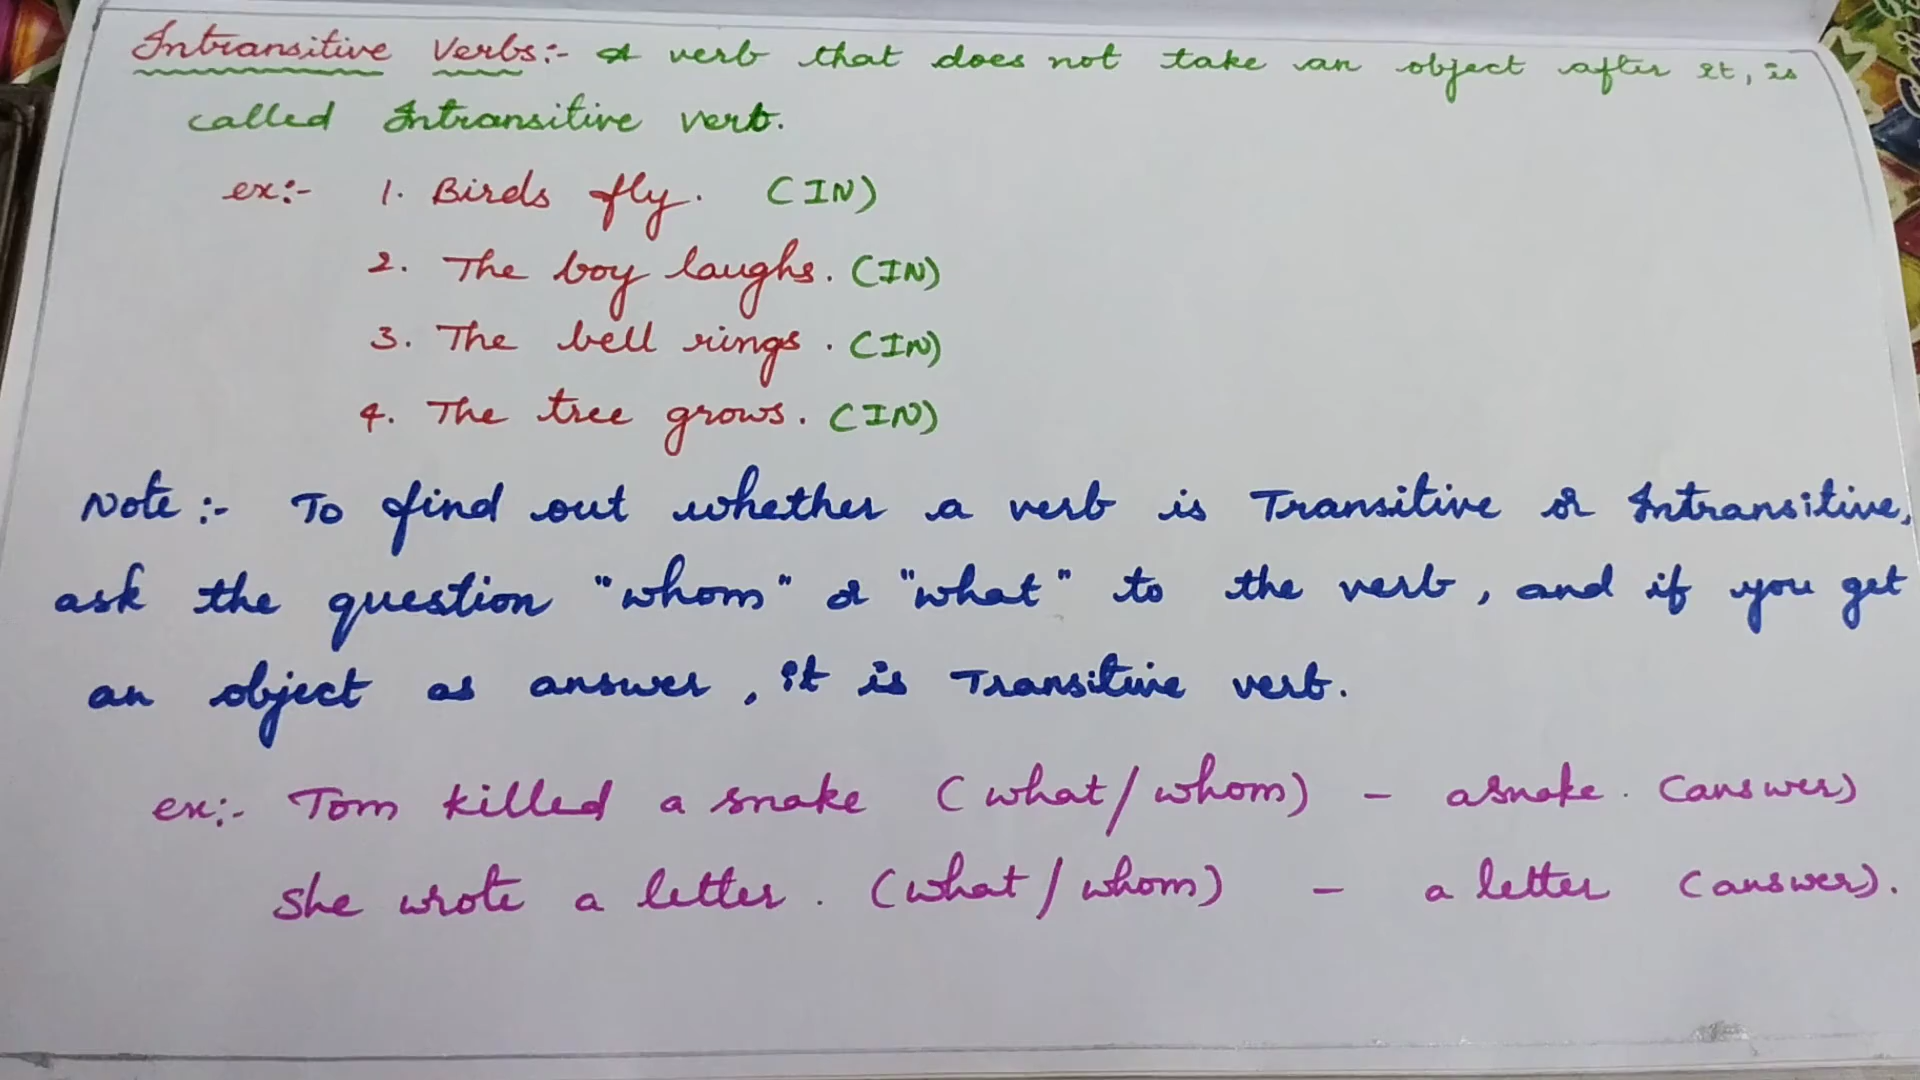 Intransitive Verbs:- A verb that does not take an object after it, is
called Intransitive verb.
ex:- 1. Birds fly. (IN)
2. The boy laughs. (IN)
3. The bell rings. (IN)
4. The tree grows. (IN)
Note:- To find out whether a verb is Transitive or Intransitive,
ask the question "whom" or "what" to the verb, and if you get
an object as answer, it is Transitive verb.
ex:- Tom killed a snake (what/whom) - a snake. (answer)
She wrote a letter. (what/whom) - a letter (answer).